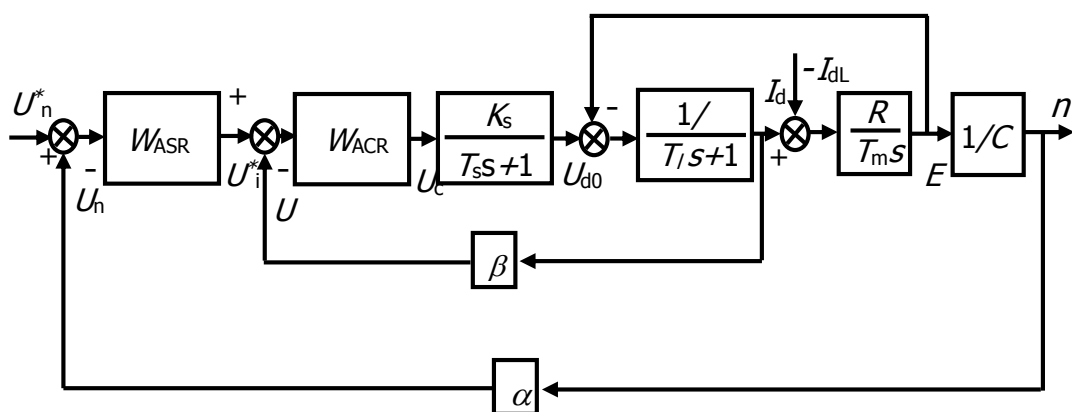 U*n
+
-
Un
WASR
+
U*i
-
U
WACR
Uc
Ks
Tss+1
Ud0
-
1/
Tls+1
Id
+
-IdL
R
Tms
E
1/C
n
β
α